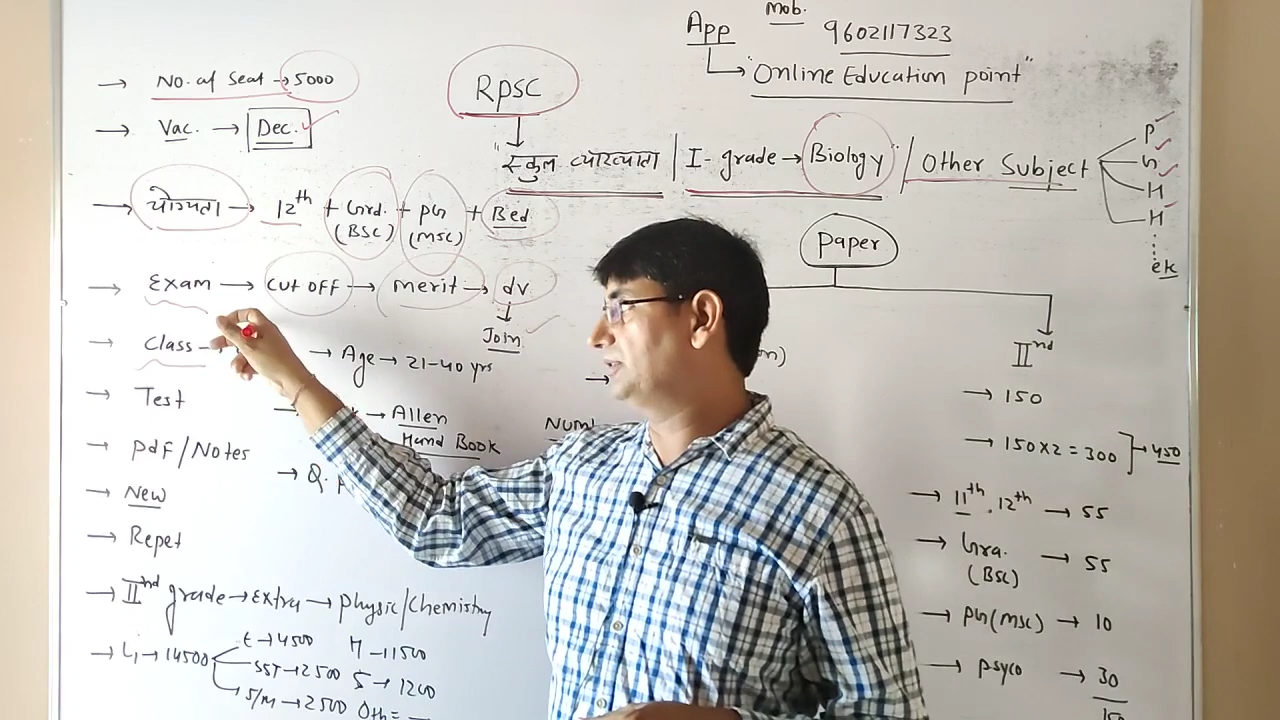 App
Mob.
9602117323
"Online Education point"
→ No. of Seat → 5000
Rpsc
→ Vac. → Dec.
"स्कुल व्याख्याता / I-grade → Biology" / Other Subject
P
G
H
H
ek
→ योग्यता → 12th + Grd. (BSC) + PG (MSC) + Bed
Paper
→ Exam → Cut OFF → Merit → dv
Join
→ Class →
→ Age → 21-40 yrs
→ Test
→ Allen
Hand Book
→ Pdf/Notes
→ Q.
→ New
→ Repet
→ IInd grade → Extra → Physic/Chemistry
→ L1 → 14500
E → 4500
SST → 2500
S/M → 2500
H - 11500
S → 1200
Oth =
IInd
→ 150
→ 150x2 = 300 → 450
→ 11th . 12th → 55
→ Gra. (BSC) → 55
→ PG (MSC) → 10
→ Psyco → 30